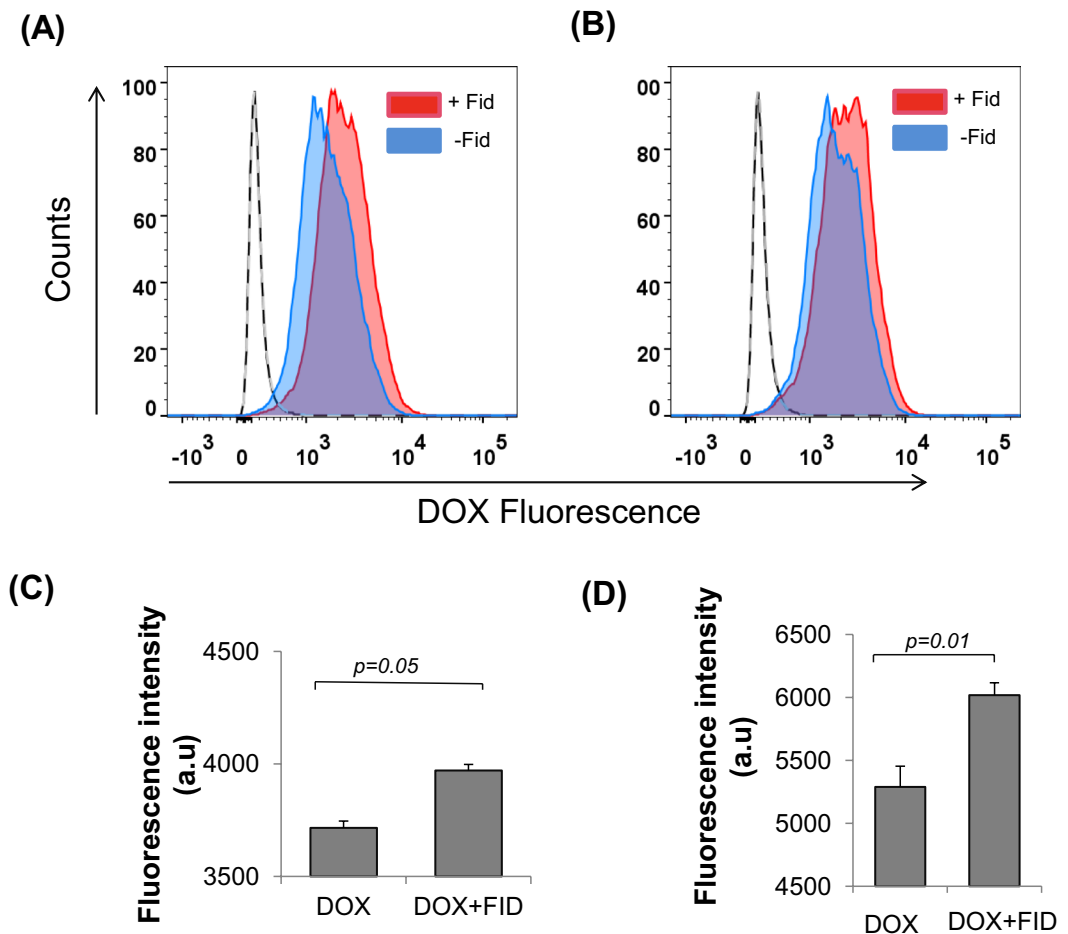 (A)
(B)
Counts
100
80
60
40
20
0
-10³ 0 10³ 10⁴ 10⁵
+ Fid
-Fid
00
80
60
40
20
0
-10³ 0 10³ 10⁴ 10⁵
+ Fid
-Fid
DOX Fluorescence
(C)
Fluorescence intensity
(a.u)
4500
4000
3500
p=0.05
DOX DOX+FID
(D)
Fluorescence intensity
(a.u)
6500
6000
5500
5000
4500
p=0.01
DOX DOX+FID